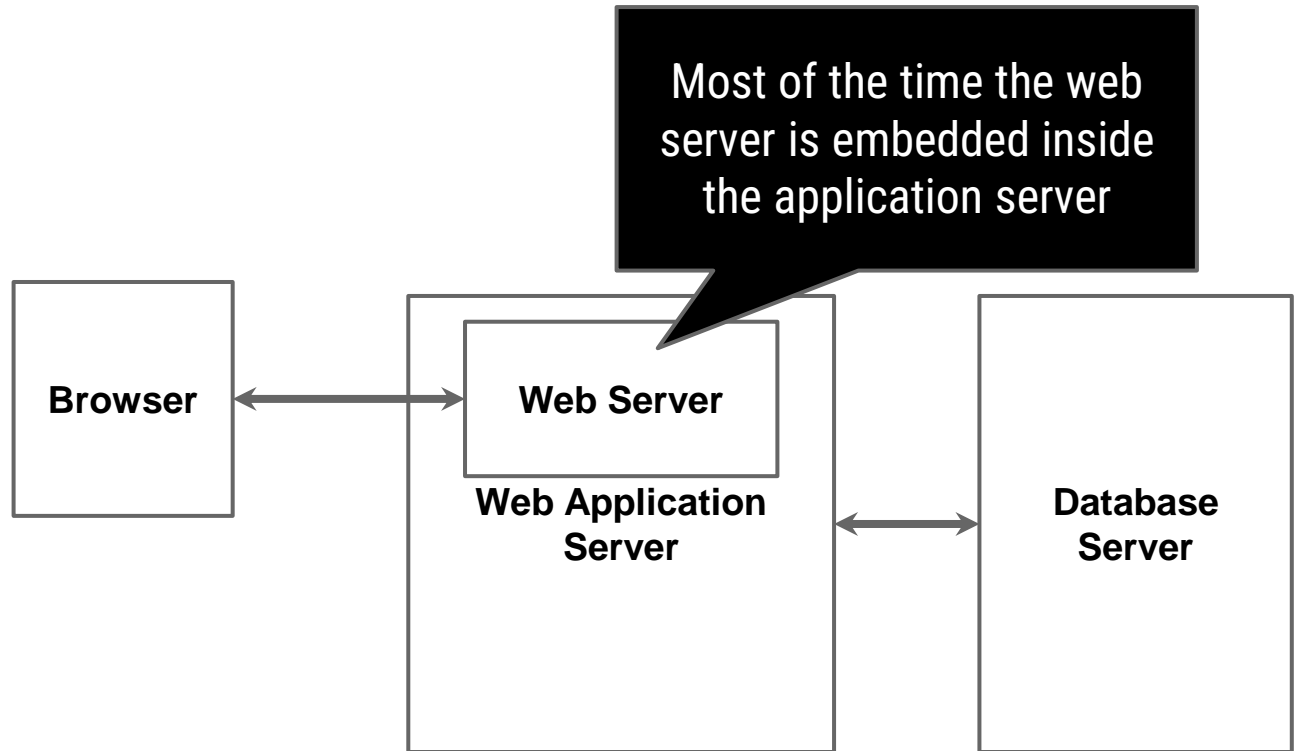 Most of the time the web
server is embedded inside
the application server
Browser
Web Server
Web Application
Server
Database
Server